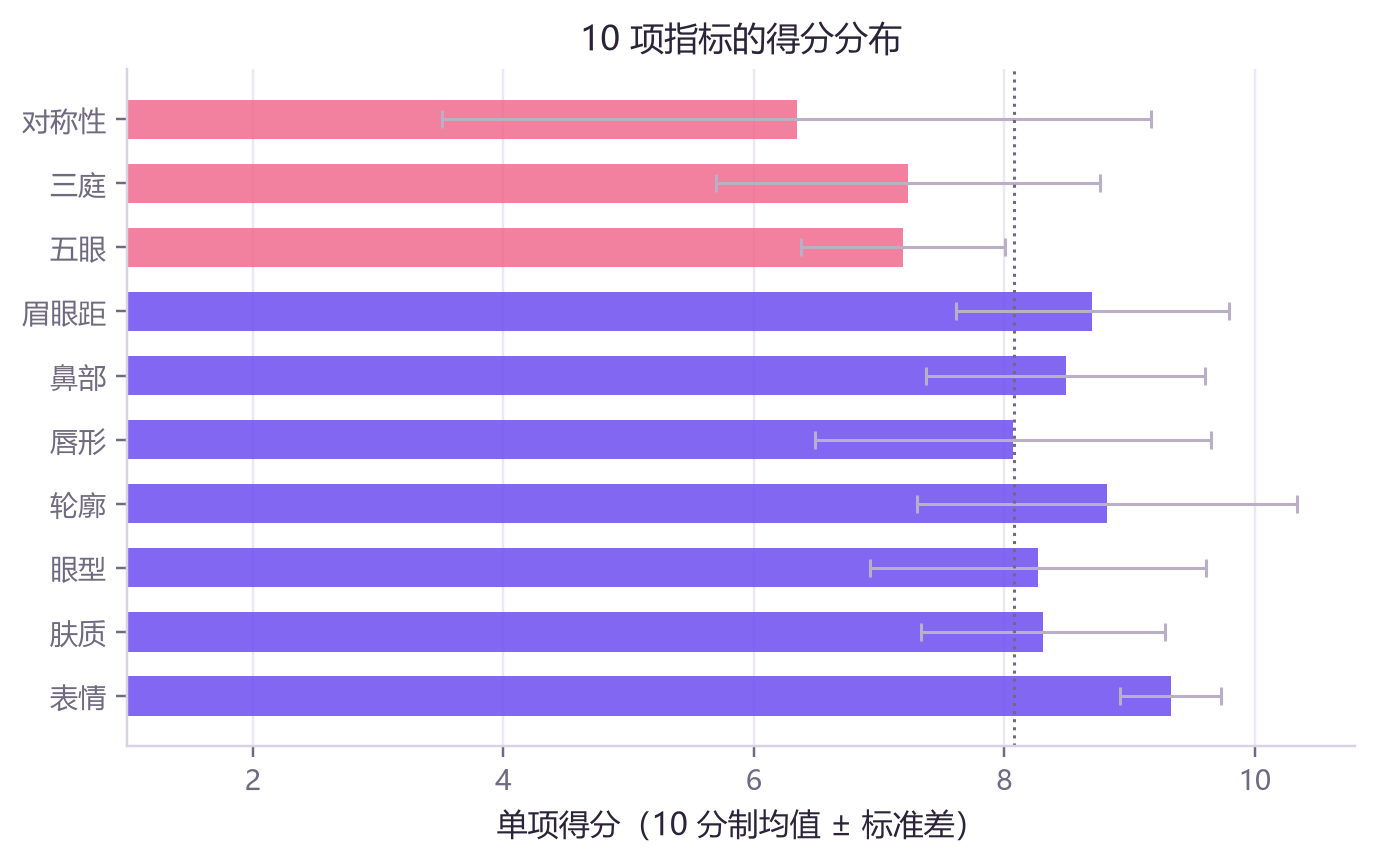 10 项指标的得分分布
对称性
三庭
五眼
眉眼距
鼻部
唇形
轮廓
眼型
肤质
表情
2 4 6 8 10
单项得分（10 分制均值 ± 标准差）